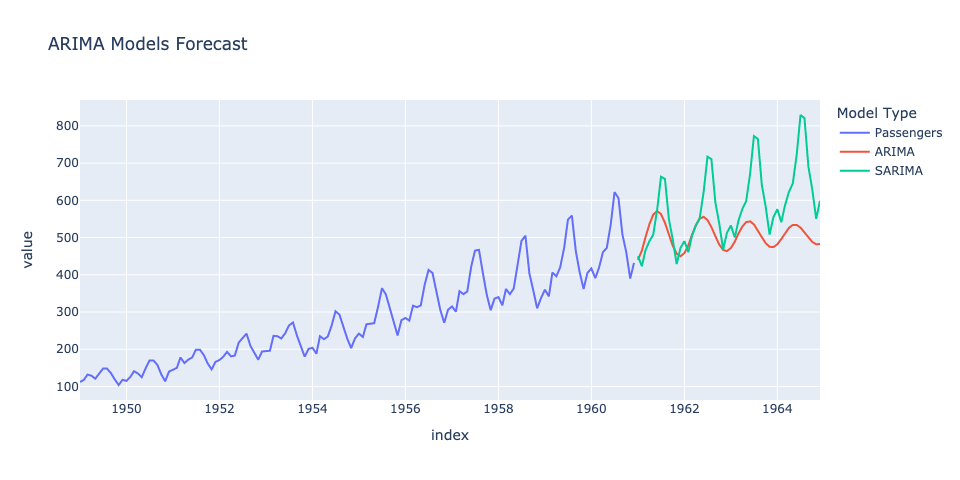 ARIMA Models Forecast
Model Type
Passengers
ARIMA
SARIMA
value
800
700
600
500
400
300
200
100
1950 1952 1954 1956 1958 1960 1962 1964
index